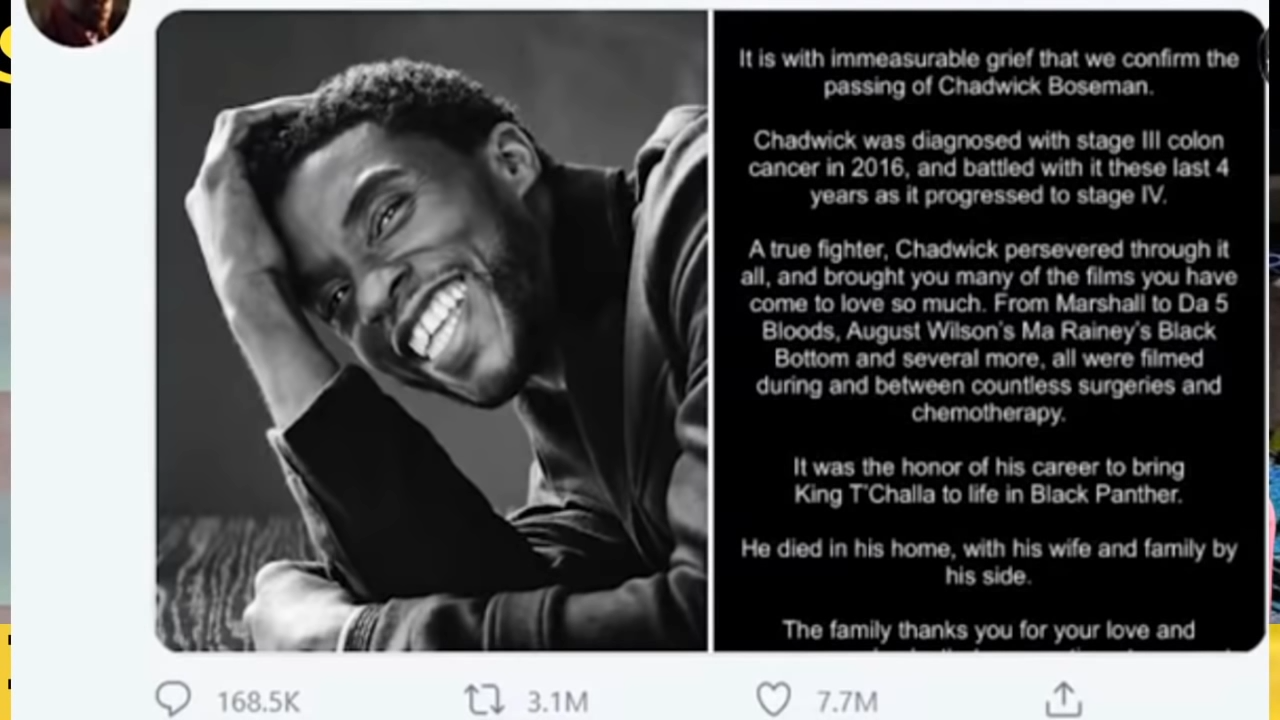 It is with immeasurable grief that we confirm the
passing of Chadwick Boseman.
Chadwick was diagnosed with stage III colon
cancer in 2016, and battled with it these last 4
years as it progressed to stage IV.
A true fighter, Chadwick persevered through it
all, and brought you many of the films you have
come to love so much. From Marshall to Da 5
Bloods, August Wilson's Ma Rainey's Black
Bottom and several more, all were filmed
during and between countless surgeries and
chemotherapy.
It was the honor of his career to bring
King T'Challa to life in Black Panther.
He died in his home, with his wife and family by
his side.
The family thanks you for your love and
168.5K
3.1M
7.7M